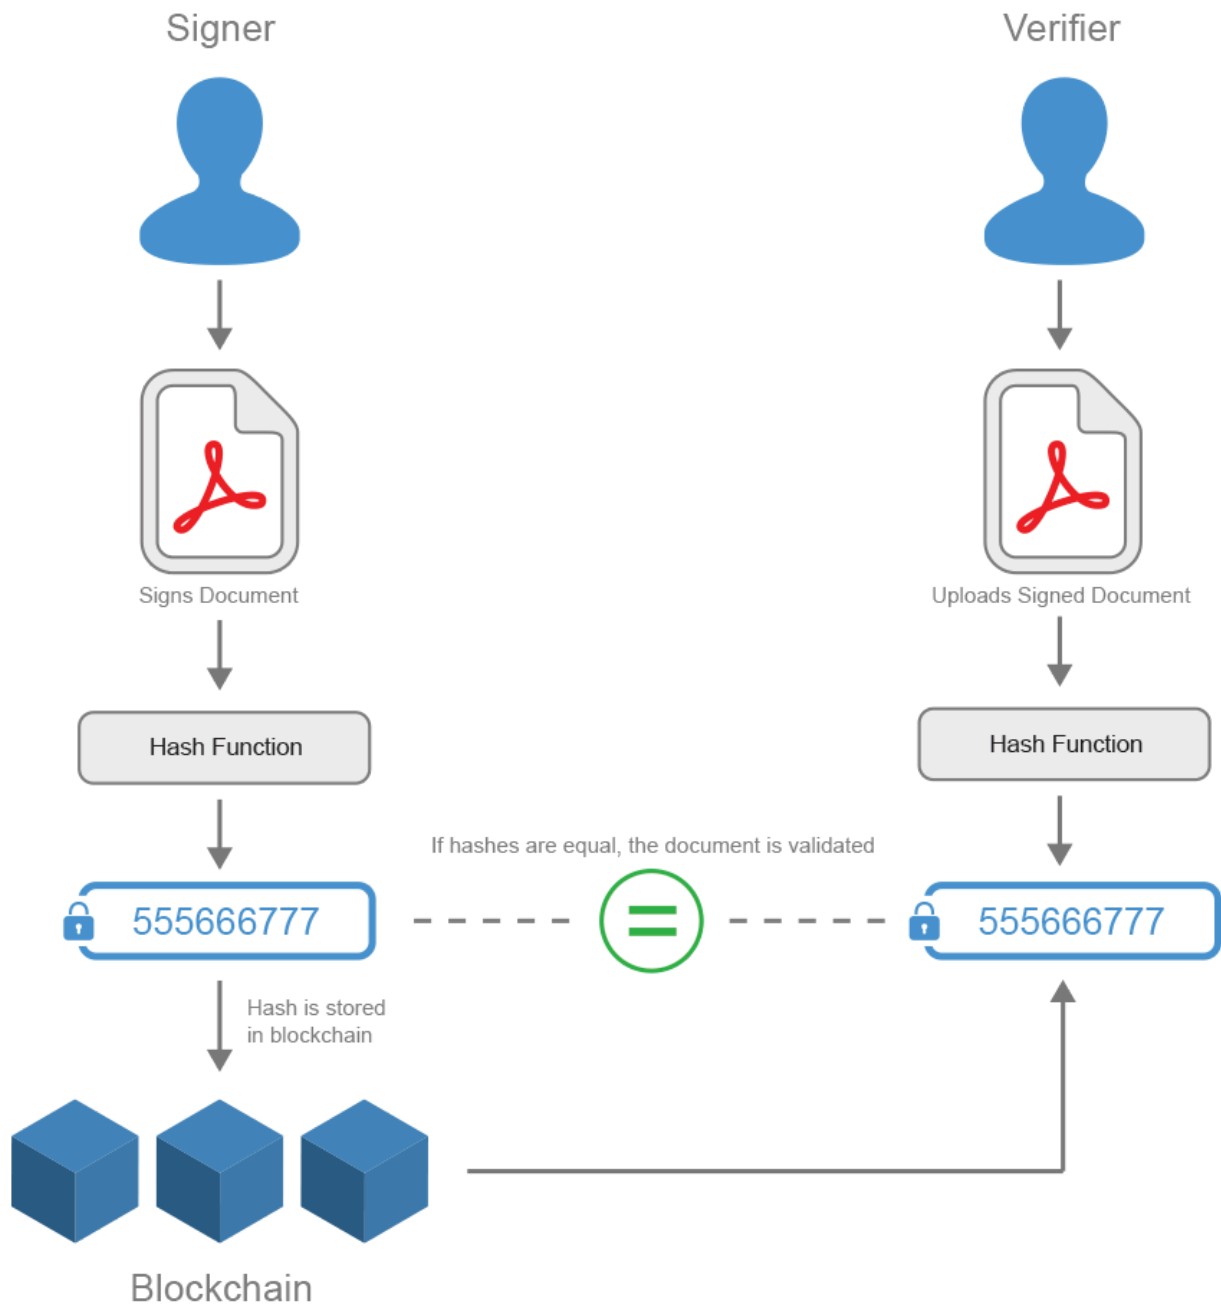 Signer
Verifier
Signs Document
Uploads Signed Document
Hash Function
Hash Function
If hashes are equal, the document is validated
555666777
555666777
Hash is stored
in blockchain
Blockchain